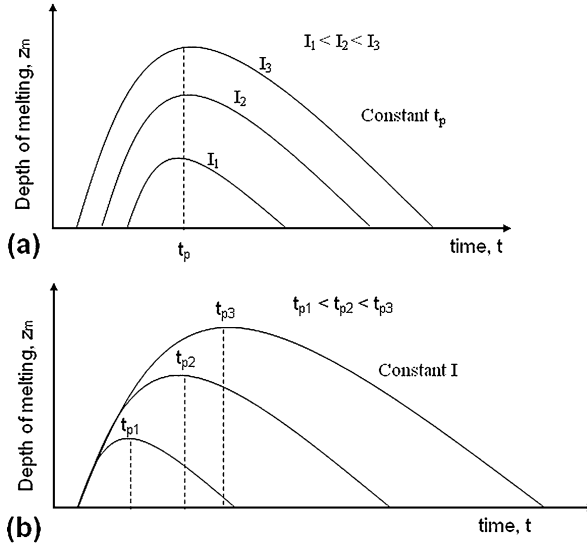 Depth of melting, zₘ
I₁ < I₂ < I₃
I₃
I₂
Constant tₚ
I₁
(a)
tₚ
time, t
Depth of melting, zₘ
tₚ₁ < tₚ₂ < tₚ₃
tₚ₃
tₚ₂
Constant I
tₚ₁
(b)
time, t